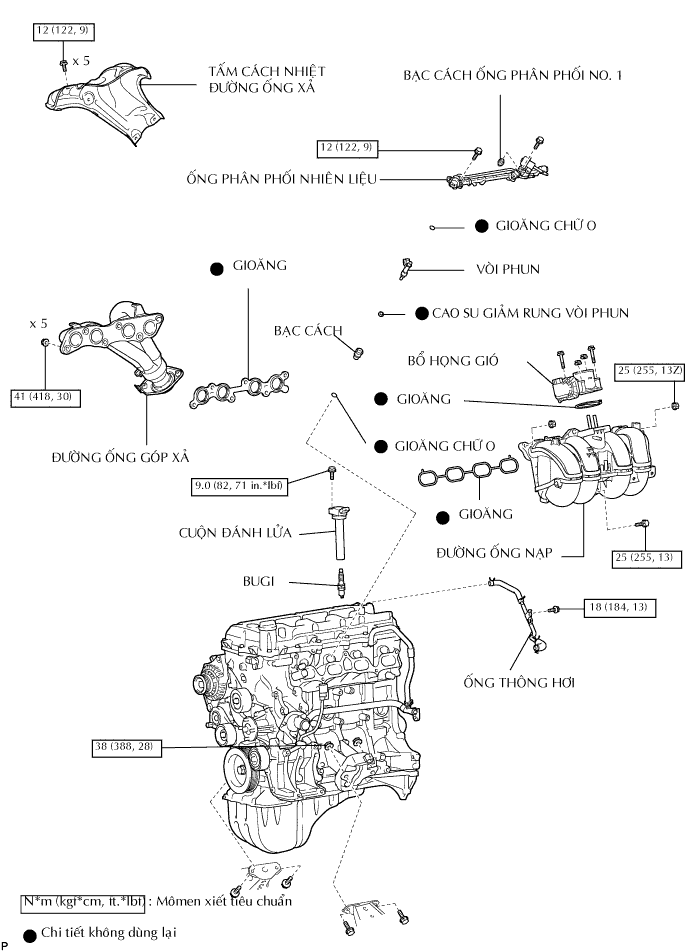 12 (122, 9)
x 5
TẤM CÁCH NHIỆT
ĐƯỜNG ỐNG XẢ
BẠC CÁCH ỐNG PHÂN PHỐI NO. 1
12 (122, 9)
ỐNG PHÂN PHỐI NHIÊN LIỆU
GIOĂNG CHỮ O
GIOĂNG
VÒI PHUN
x 5
BẠC CÁCH
CAO SU GIẢM RUNG VÒI PHUN
BỔ HỌNG GIÓ
25 (255, 13Z)
41 (418, 30)
GIOĂNG
ĐƯỜNG ỐNG GÓP XẢ
GIOĂNG CHỮ O
9.0 (82, 71 in.*lbf)
GIOĂNG
CUỘN ĐÁNH LỬA
ĐƯỜNG ỐNG NẠP
25 (255, 13)
BUGI
18 (184, 13)
ỐNG THÔNG HƠI
38 (388, 28)
N*m (kgf*cm, ft.*lbf) : Mômen xiết tiêu chuẩn
Chi tiết không dùng lại
P